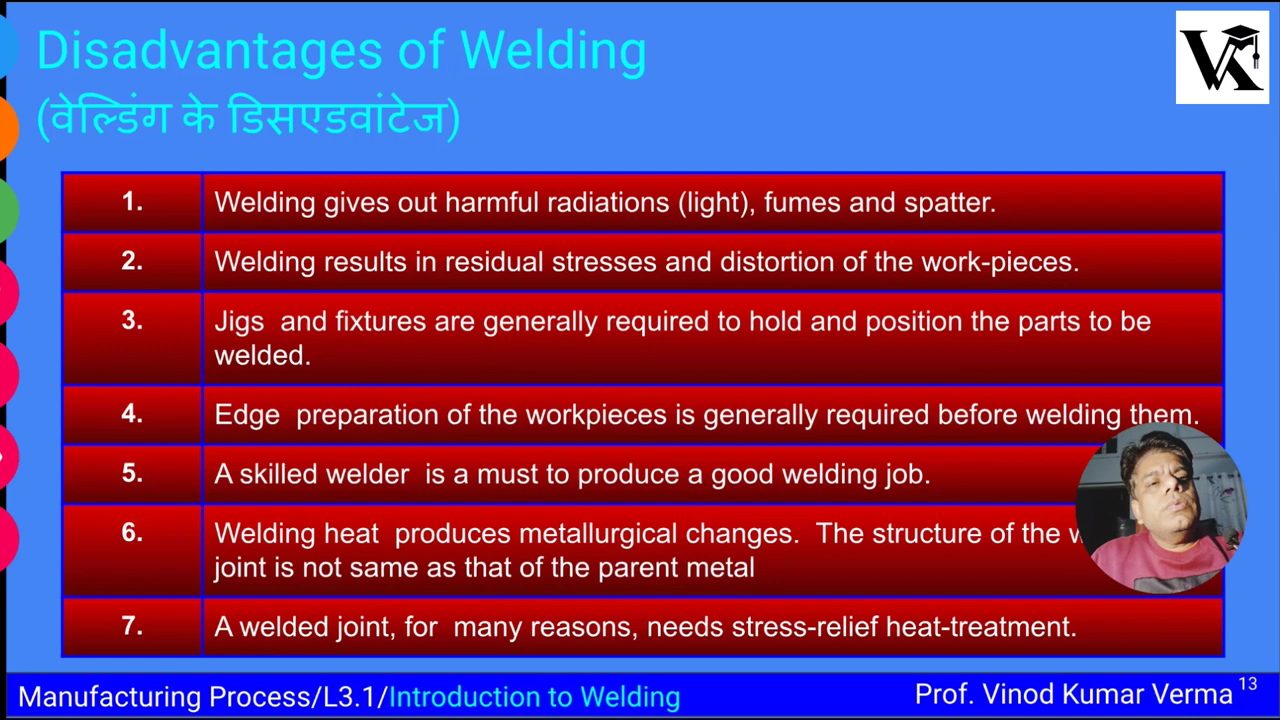 Disadvantages of Welding
(वेल्डिंग के डिसएडवांटेज)
1. Welding gives out harmful radiations (light), fumes and spatter.
2. Welding results in residual stresses and distortion of the work-pieces.
3. Jigs and fixtures are generally required to hold and position the parts to be
welded.
4. Edge preparation of the workpieces is generally required before welding them.
5. A skilled welder is a must to produce a good welding job.
6. Welding heat produces metallurgical changes. The structure of the
joint is not same as that of the parent metal
7. A welded joint, for many reasons, needs stress-relief heat-treatment.
Manufacturing Process/L3.1/Introduction to Welding
Prof. Vinod Kumar Verma 13